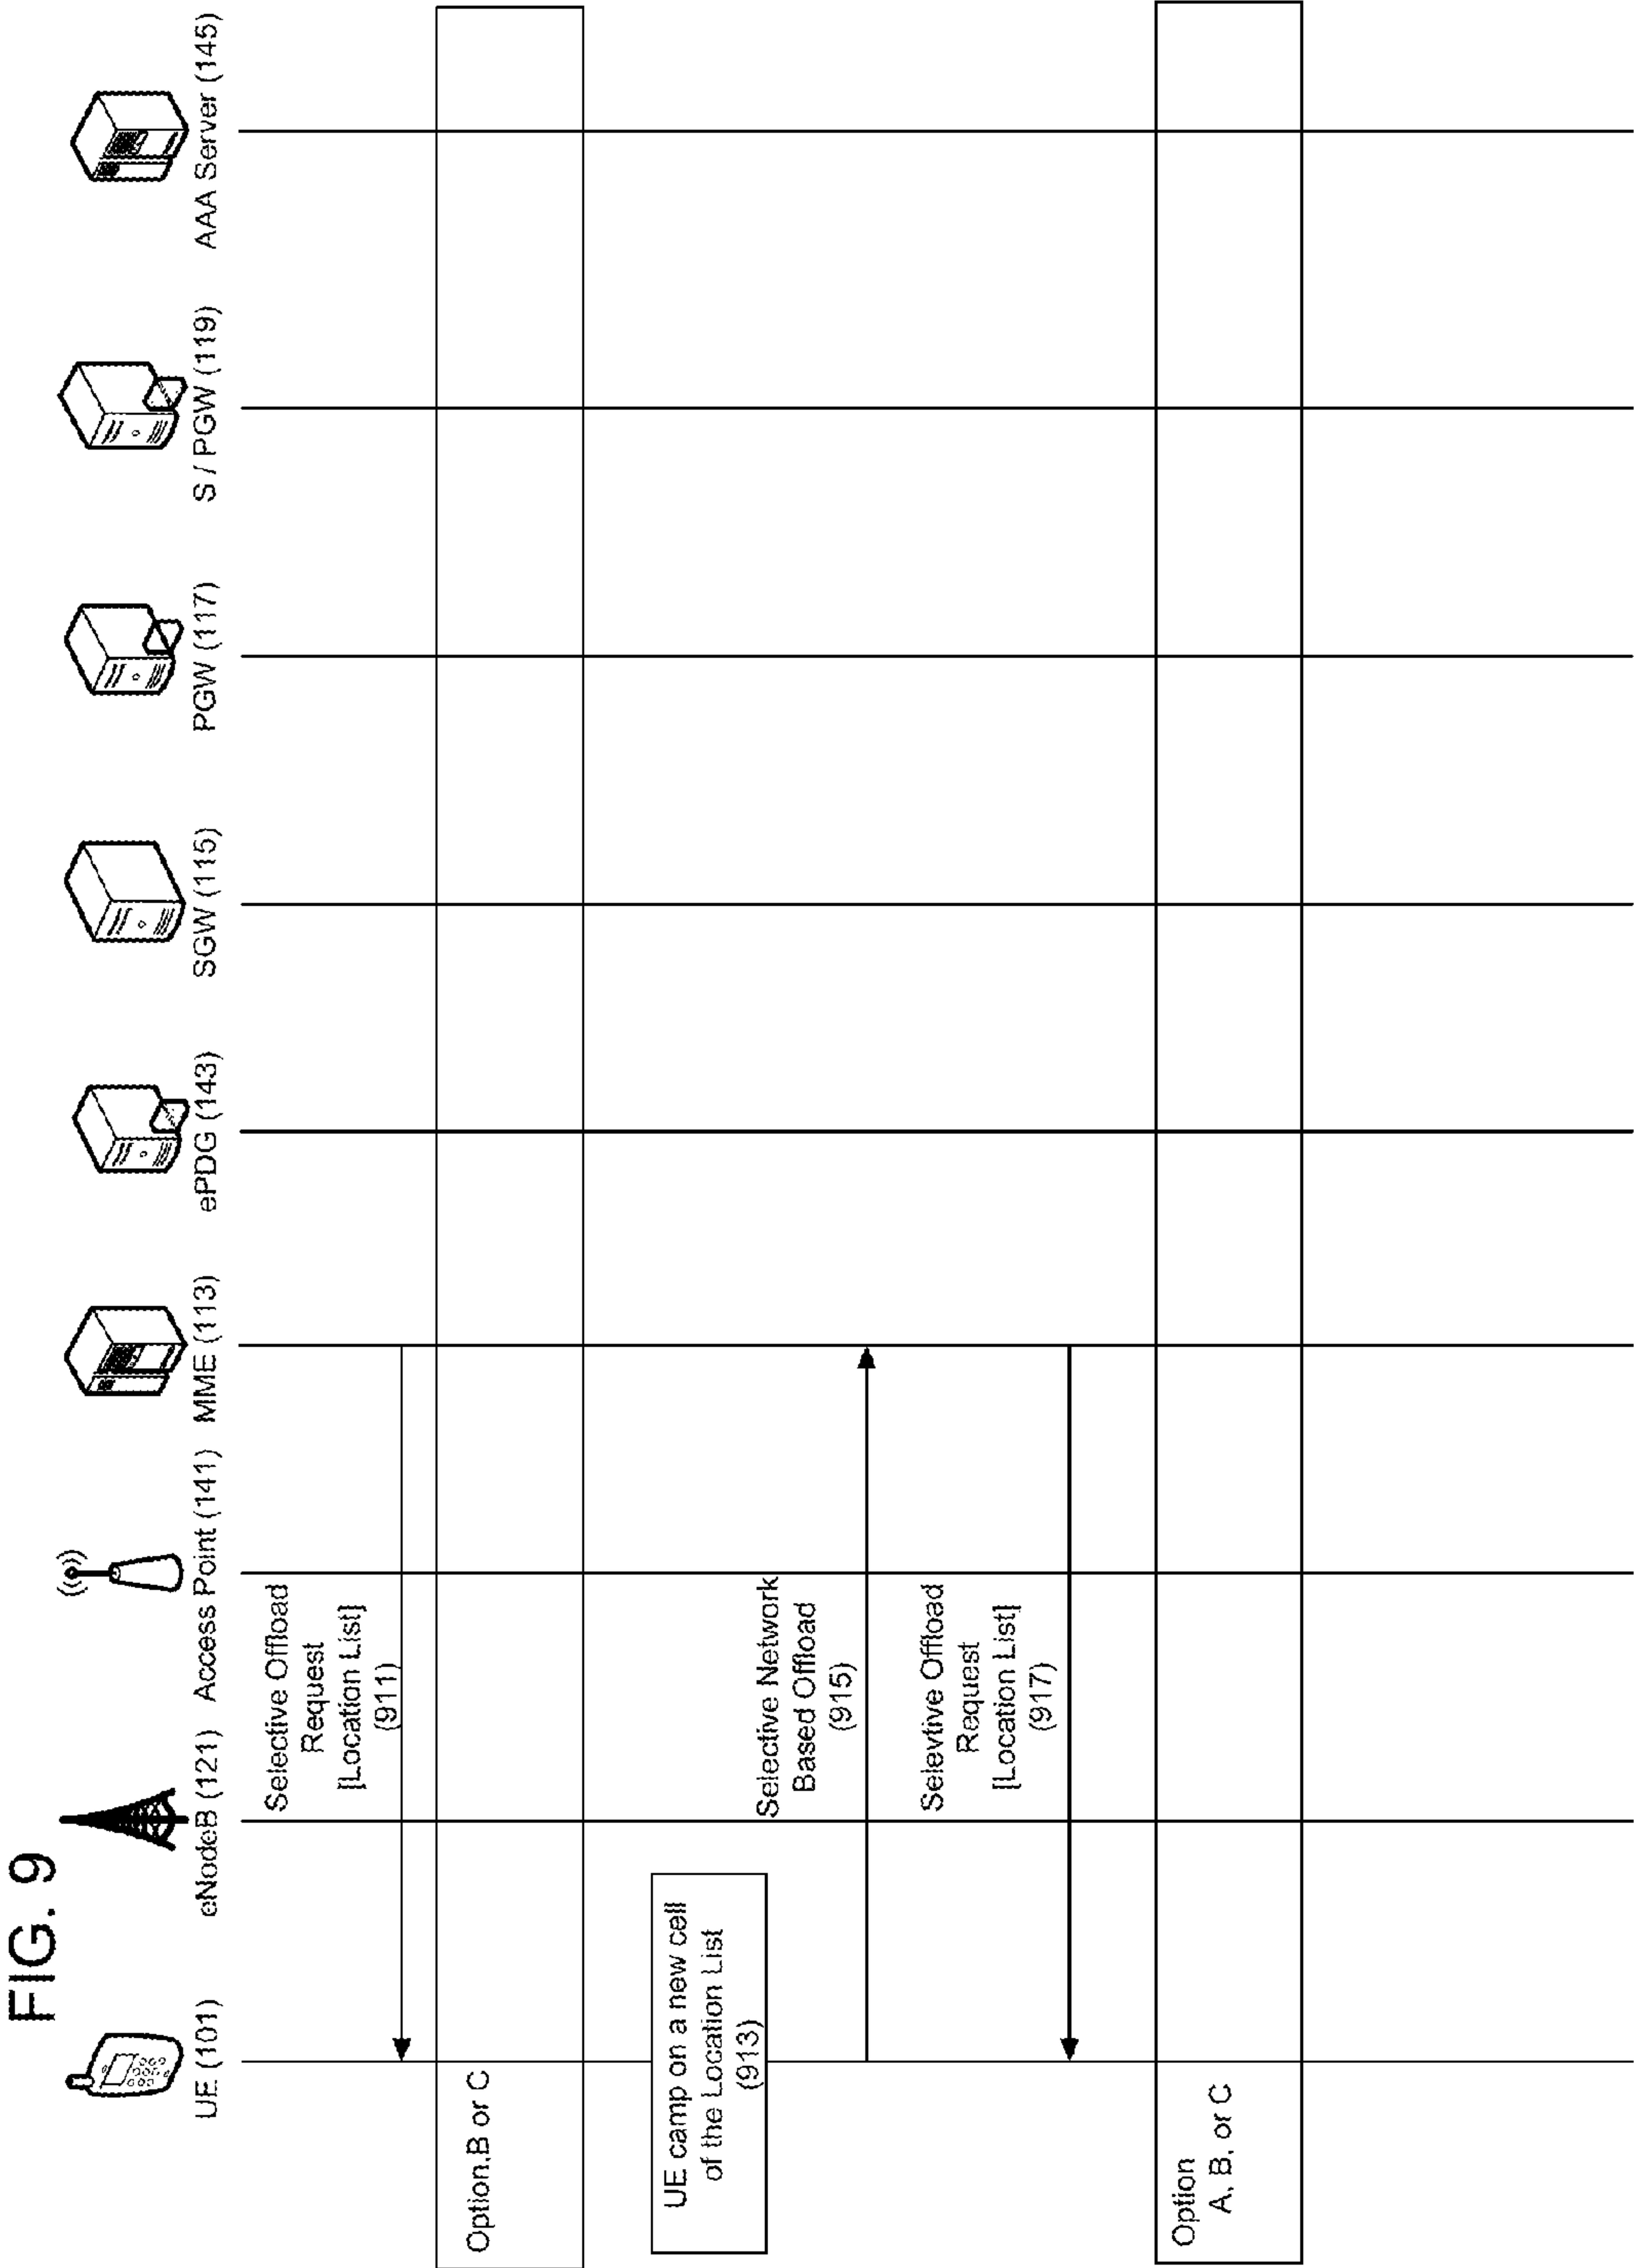 FIG. 9
UE (101)
eNodeB (121)
Access Point (141)
MME (113)
ePDG (143)
SGW (115)
PGW (117)
S / PGW (119)
AAA Server (145)
Selective Offload
Request
[Location List]
(911)
Option.B or C
UE camp on a new cell
of the Location List
(913)
Selective Network
Based Offload
(915)
Selevtive Offload
Request
[Location List]
(917)
Option
A, B, or C